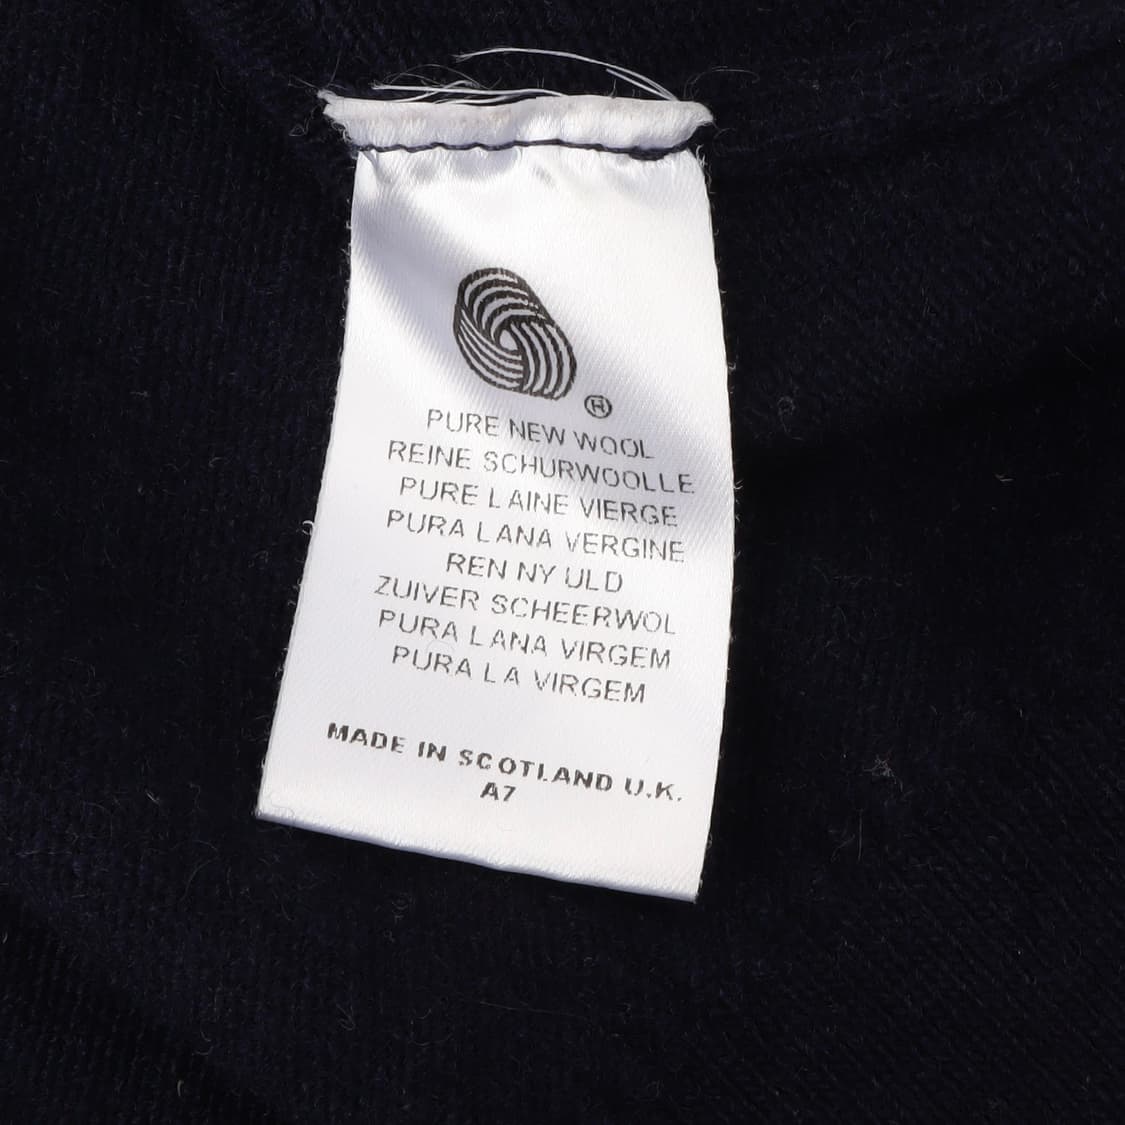 ®
PURE NEW WOOL
REINE SCHURWOOLLE
PURE LAINE VIERGE
PURA LANA VERGINE
REN NY ULD
ZUIVER SCHEERWOL
PURA LANA VIRGEM
PURA LA VIRGEM
MADE IN SCOTLAND U.K.
A7